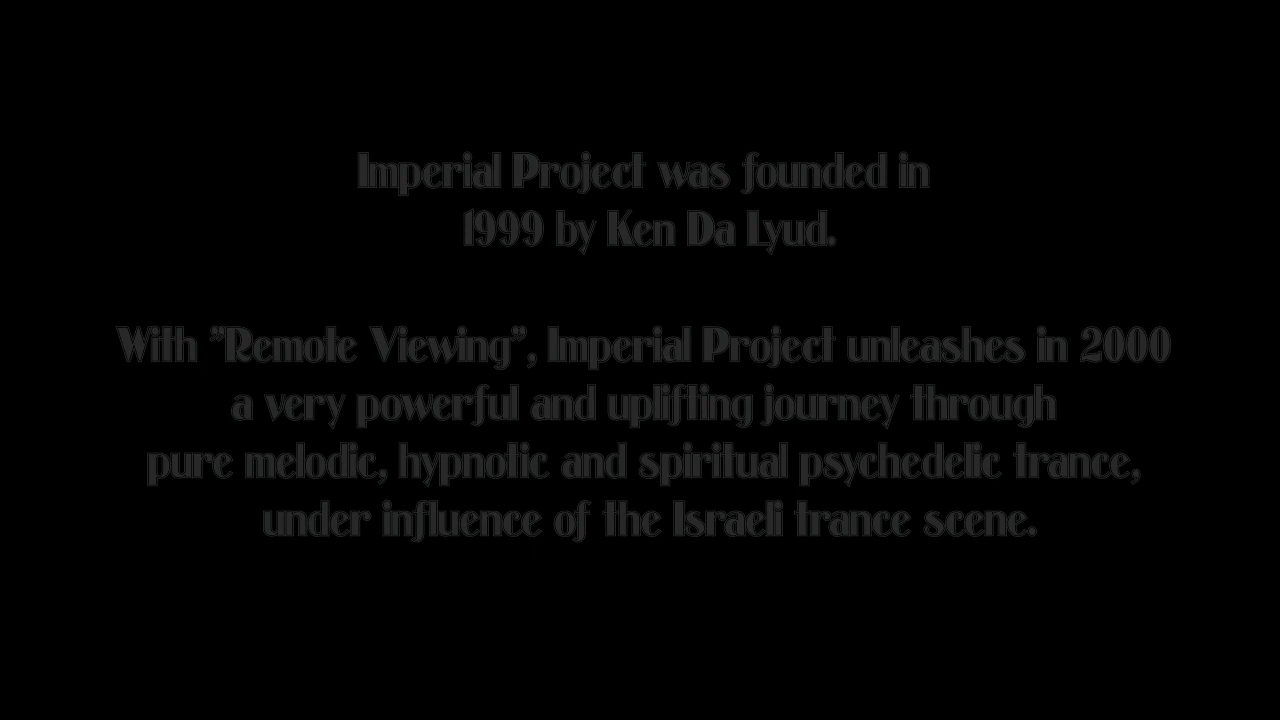 Imperial Project was founded in
1999 by Ken Da Lyud.
With "Remote Viewing", Imperial Project unleashes in 2000
a very powerful and uplifting journey through
pure melodic, hypnotic and spiritual psychedelic trance,
under influence of the Israeli trance scene.